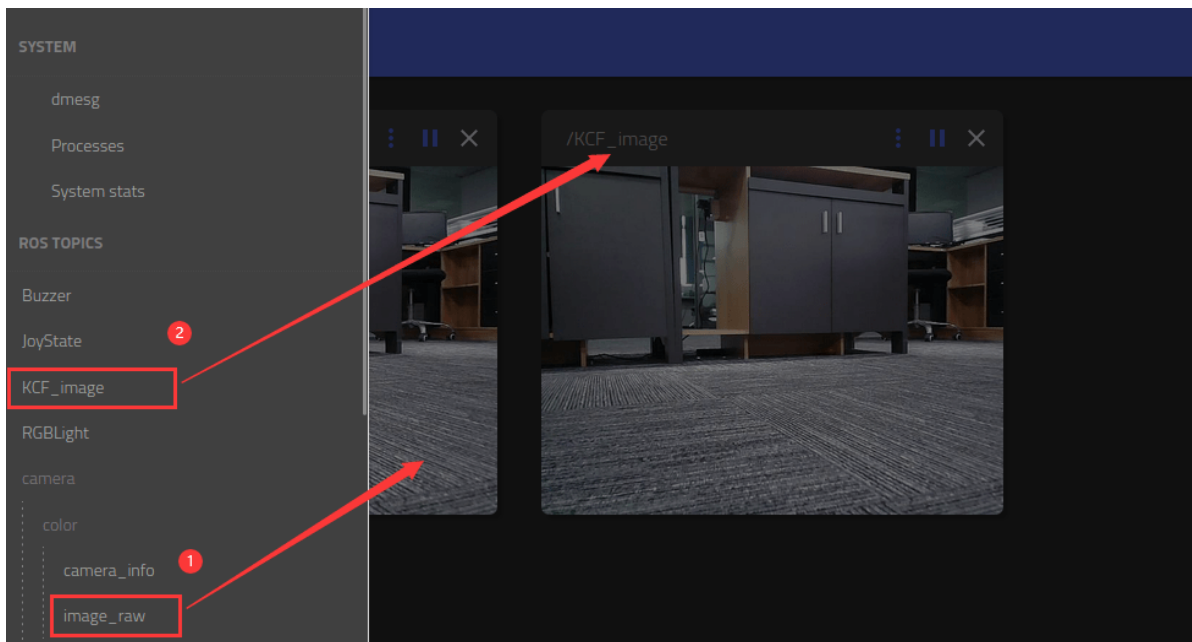 SYSTEM
dmesg
Processes
System stats
ROS TOPICS
Buzzer
JoyState
2
KCF_image
RGBLight
camera
color
camera_info
1
image_raw
/KCF_image